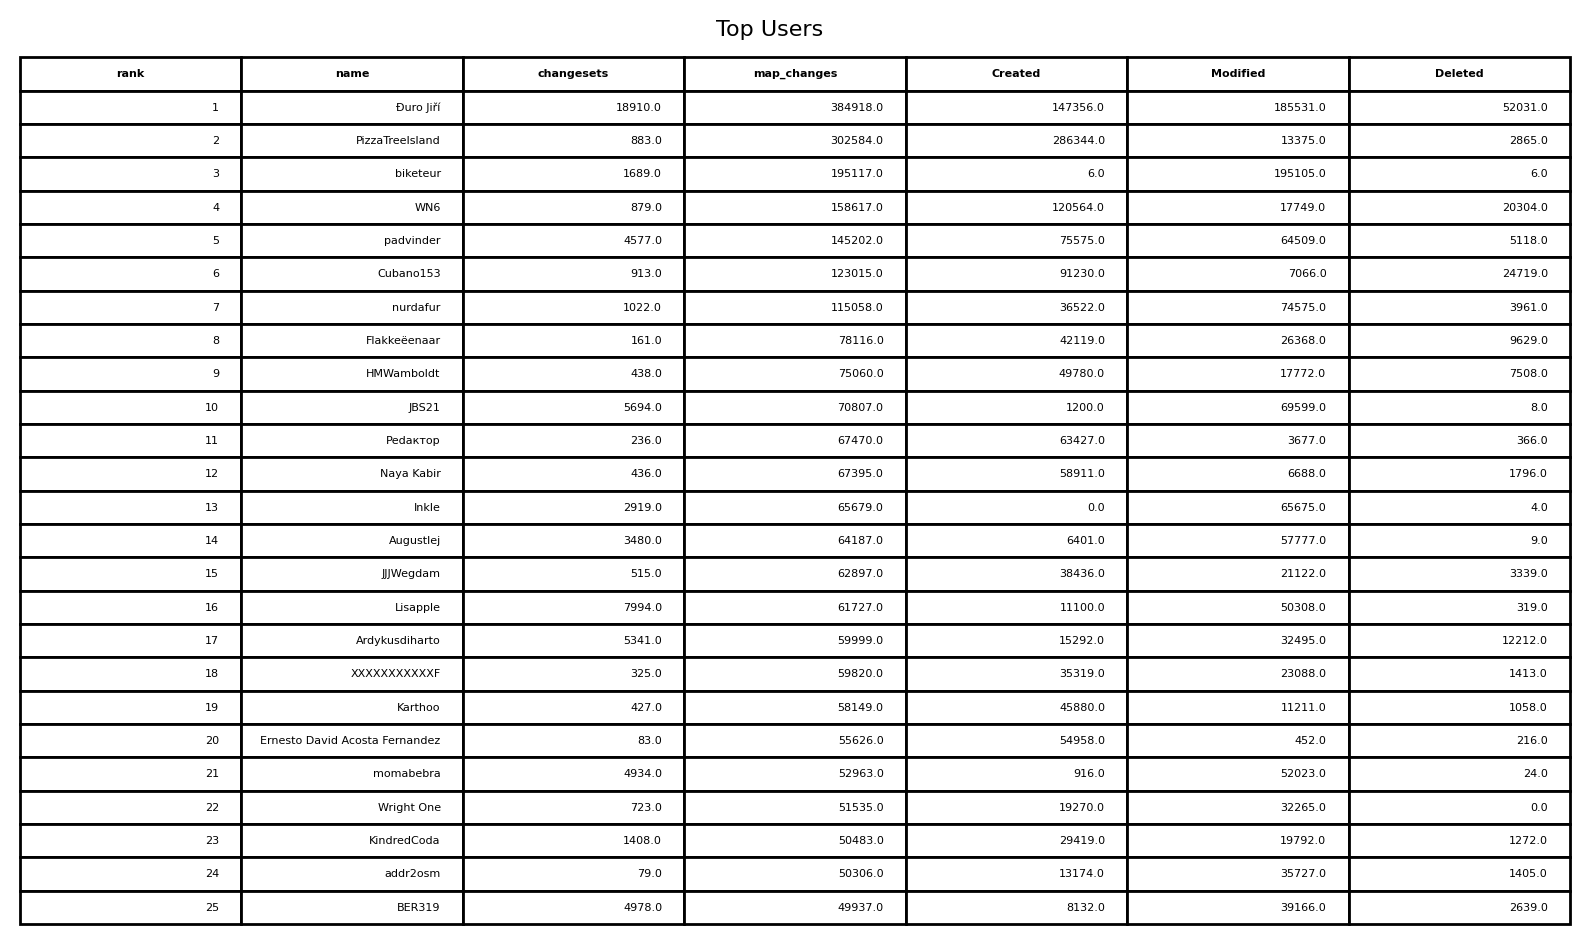 Top Users
rank name changesets map_changes Created Modified Deleted
1 Đuro Jiří 18910.0 384918.0 147356.0 185531.0 52031.0
2 PizzaTreeIsland 883.0 302584.0 286344.0 13375.0 2865.0
3 biketeur 1689.0 195117.0 6.0 195105.0 6.0
4 WN6 879.0 158617.0 120564.0 17749.0 20304.0
5 padvinder 4577.0 145202.0 75575.0 64509.0 5118.0
6 Cubano153 913.0 123015.0 91230.0 7066.0 24719.0
7 nurdafur 1022.0 115058.0 36522.0 74575.0 3961.0
8 Flakkeëenaar 161.0 78116.0 42119.0 26368.0 9629.0
9 HMWamboldt 438.0 75060.0 49780.0 17772.0 7508.0
10 JBS21 5694.0 70807.0 1200.0 69599.0 8.0
11 Pedaктop 236.0 67470.0 63427.0 3677.0 366.0
12 Naya Kabir 436.0 67395.0 58911.0 6688.0 1796.0
13 Inkle 2919.0 65679.0 0.0 65675.0 4.0
14 Augustlej 3480.0 64187.0 6401.0 57777.0 9.0
15 JJJWegdam 515.0 62897.0 38436.0 21122.0 3339.0
16 Lisapple 7994.0 61727.0 11100.0 50308.0 319.0
17 Ardykusdiharto 5341.0 59999.0 15292.0 32495.0 12212.0
18 XXXXXXXXXXXF 325.0 59820.0 35319.0 23088.0 1413.0
19 Karthoo 427.0 58149.0 45880.0 11211.0 1058.0
20 Ernesto David Acosta Fernandez 83.0 55626.0 54958.0 452.0 216.0
21 momabebra 4934.0 52963.0 916.0 52023.0 24.0
22 Wright One 723.0 51535.0 19270.0 32265.0 0.0
23 KindredCoda 1408.0 50483.0 29419.0 19792.0 1272.0
24 addr2osm 79.0 50306.0 13174.0 35727.0 1405.0
25 BER319 4978.0 49937.0 8132.0 39166.0 2639.0